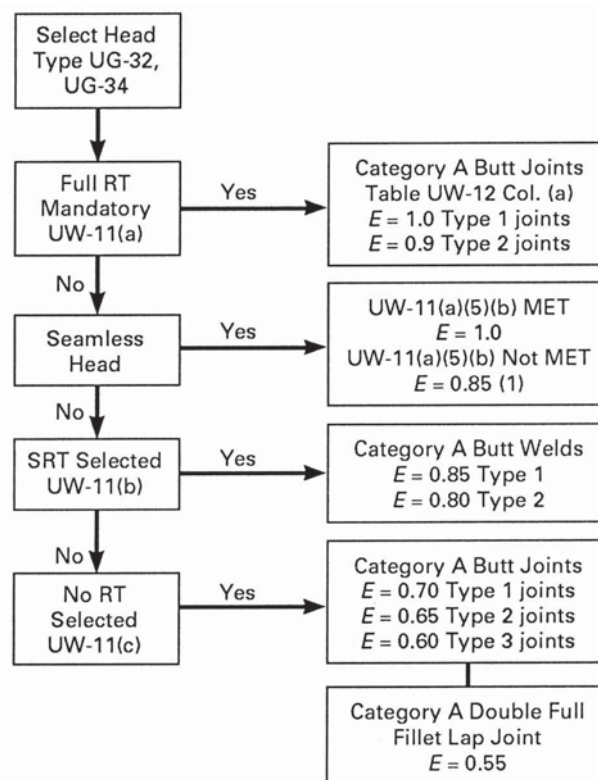 Select Head
Type UG-32,
UG-34
Full RT
Mandatory
UW-11(a)
Yes
Category A Butt Joints
Table UW-12 Col. (a)
E = 1.0 Type 1 joints
E = 0.9 Type 2 joints
No
Seamless
Head
Yes
UW-11(a)(5)(b) MET
E = 1.0
UW-11(a)(5)(b) Not MET
E = 0.85 (1)
No
SRT Selected
UW-11(b)
Yes
Category A Butt Welds
E = 0.85 Type 1
E = 0.80 Type 2
No
No RT
Selected
UW-11(c)
Yes
Category A Butt Joints
E = 0.70 Type 1 joints
E = 0.65 Type 2 joints
E = 0.60 Type 3 joints
Category A Double Full
Fillet Lap Joint
E = 0.55